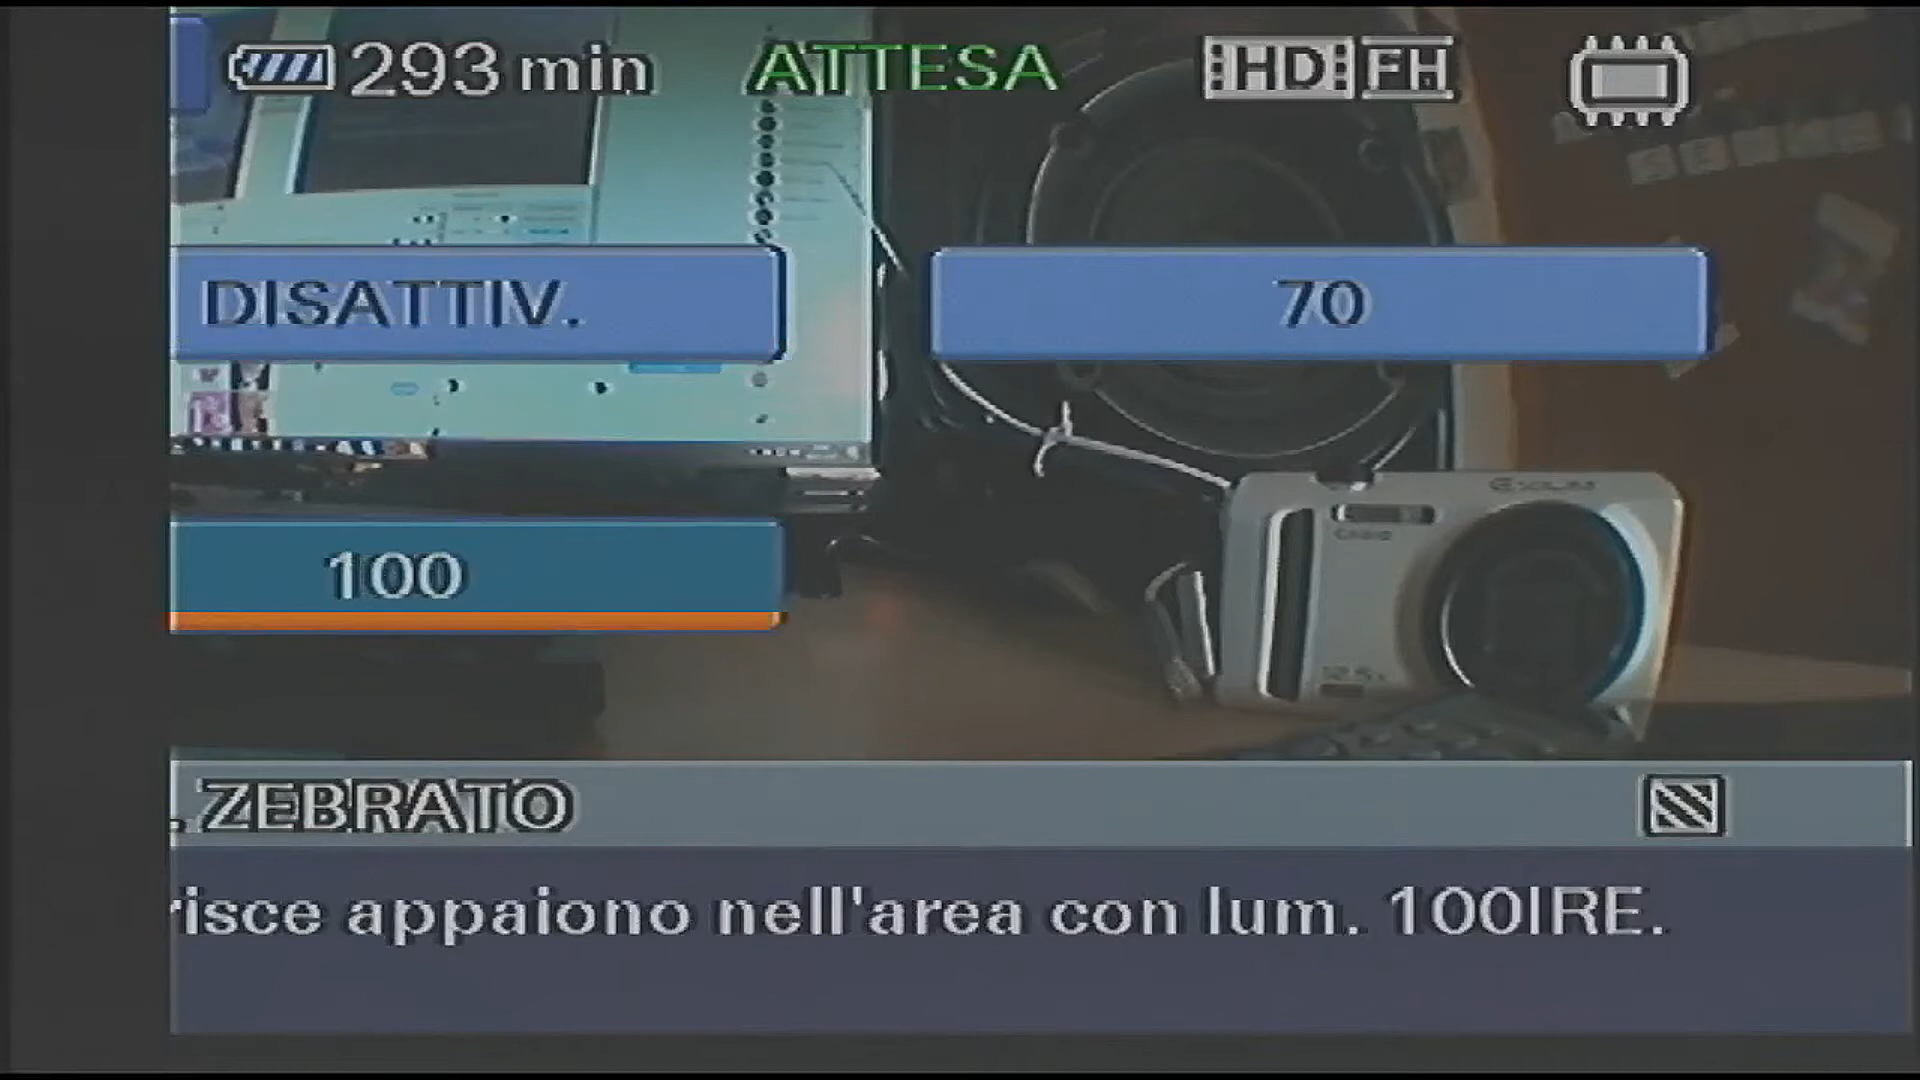 293 min ATTESA HD FH
DISATTIV. 70
100
. ZEBRATO
risce appaiono nell'area con lum. 100IRE.